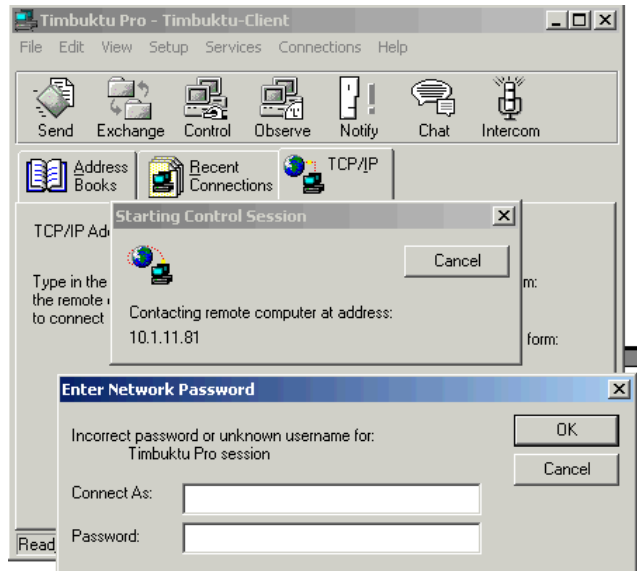 Timbuktu Pro - Timbuktu-Client
File Edit View Setup Services Connections Help
Send Exchange Control Observe Notify Chat Intercom
Address Books
Recent Connections
TCP/IP
TCP/IP Ad
Starting Control Session
Cancel
Type in the
m:
the remote
to connect
Contacting remote computer at address:
10.1.11.81
form:
Enter Network Password
Incorrect password or unknown username for:
Timbuktu Pro session
OK
Cancel
Connect As:
Password:
Read